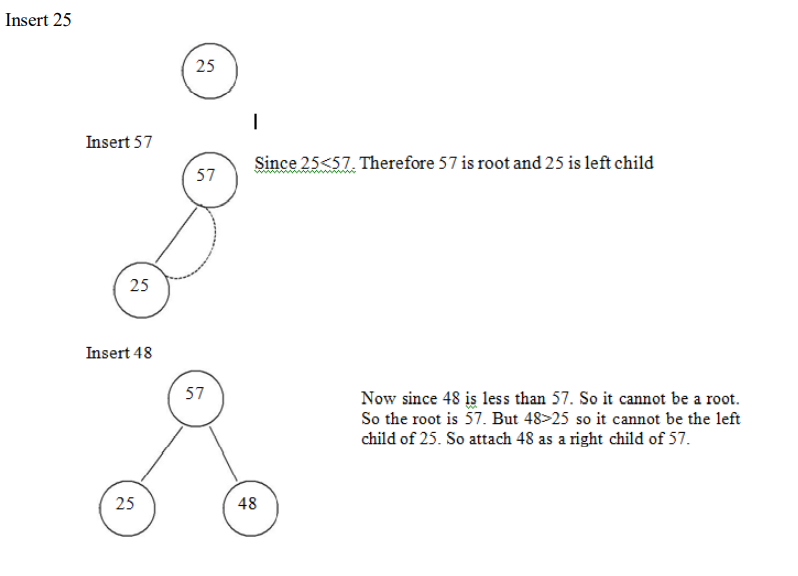 Insert 25
25
Insert 57
Since 25<57. Therefore 57 is root and 25 is left child
57
25
Insert 48
57
Now since 48 is less than 57. So it cannot be a root.
So the root is 57. But 48>25 so it cannot be the left
child of 25. So attach 48 as a right child of 57.
25
48